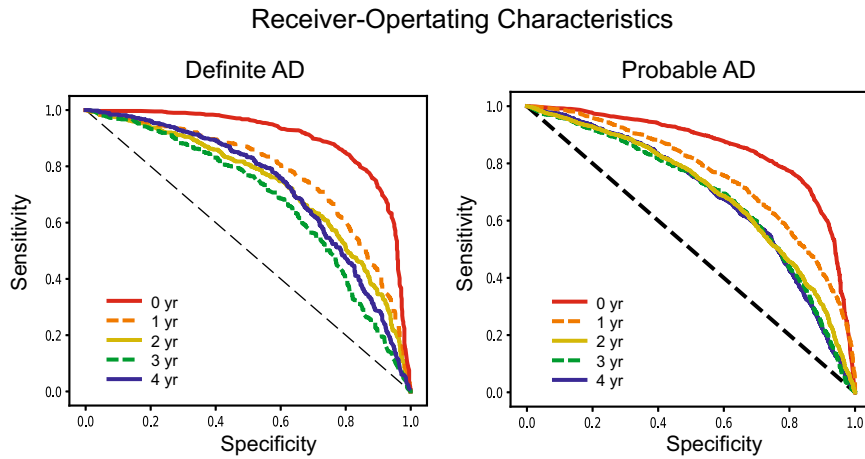 Receiver-Opertating Characteristics
Definite AD
Sensitivity
1.0
0.8
0.6
0.4
0.2
0.0
0 yr
1 yr
2 yr
3 yr
4 yr
0.0 0.2 0.4 0.6 0.8 1.0
Specificity
Probable AD
Sensitivity
1.0
0.8
0.6
0.4
0.2
0.0
0 yr
1 yr
2 yr
3 yr
4 yr
0.0 0.2 0.4 0.6 0.8 1.0
Specificity